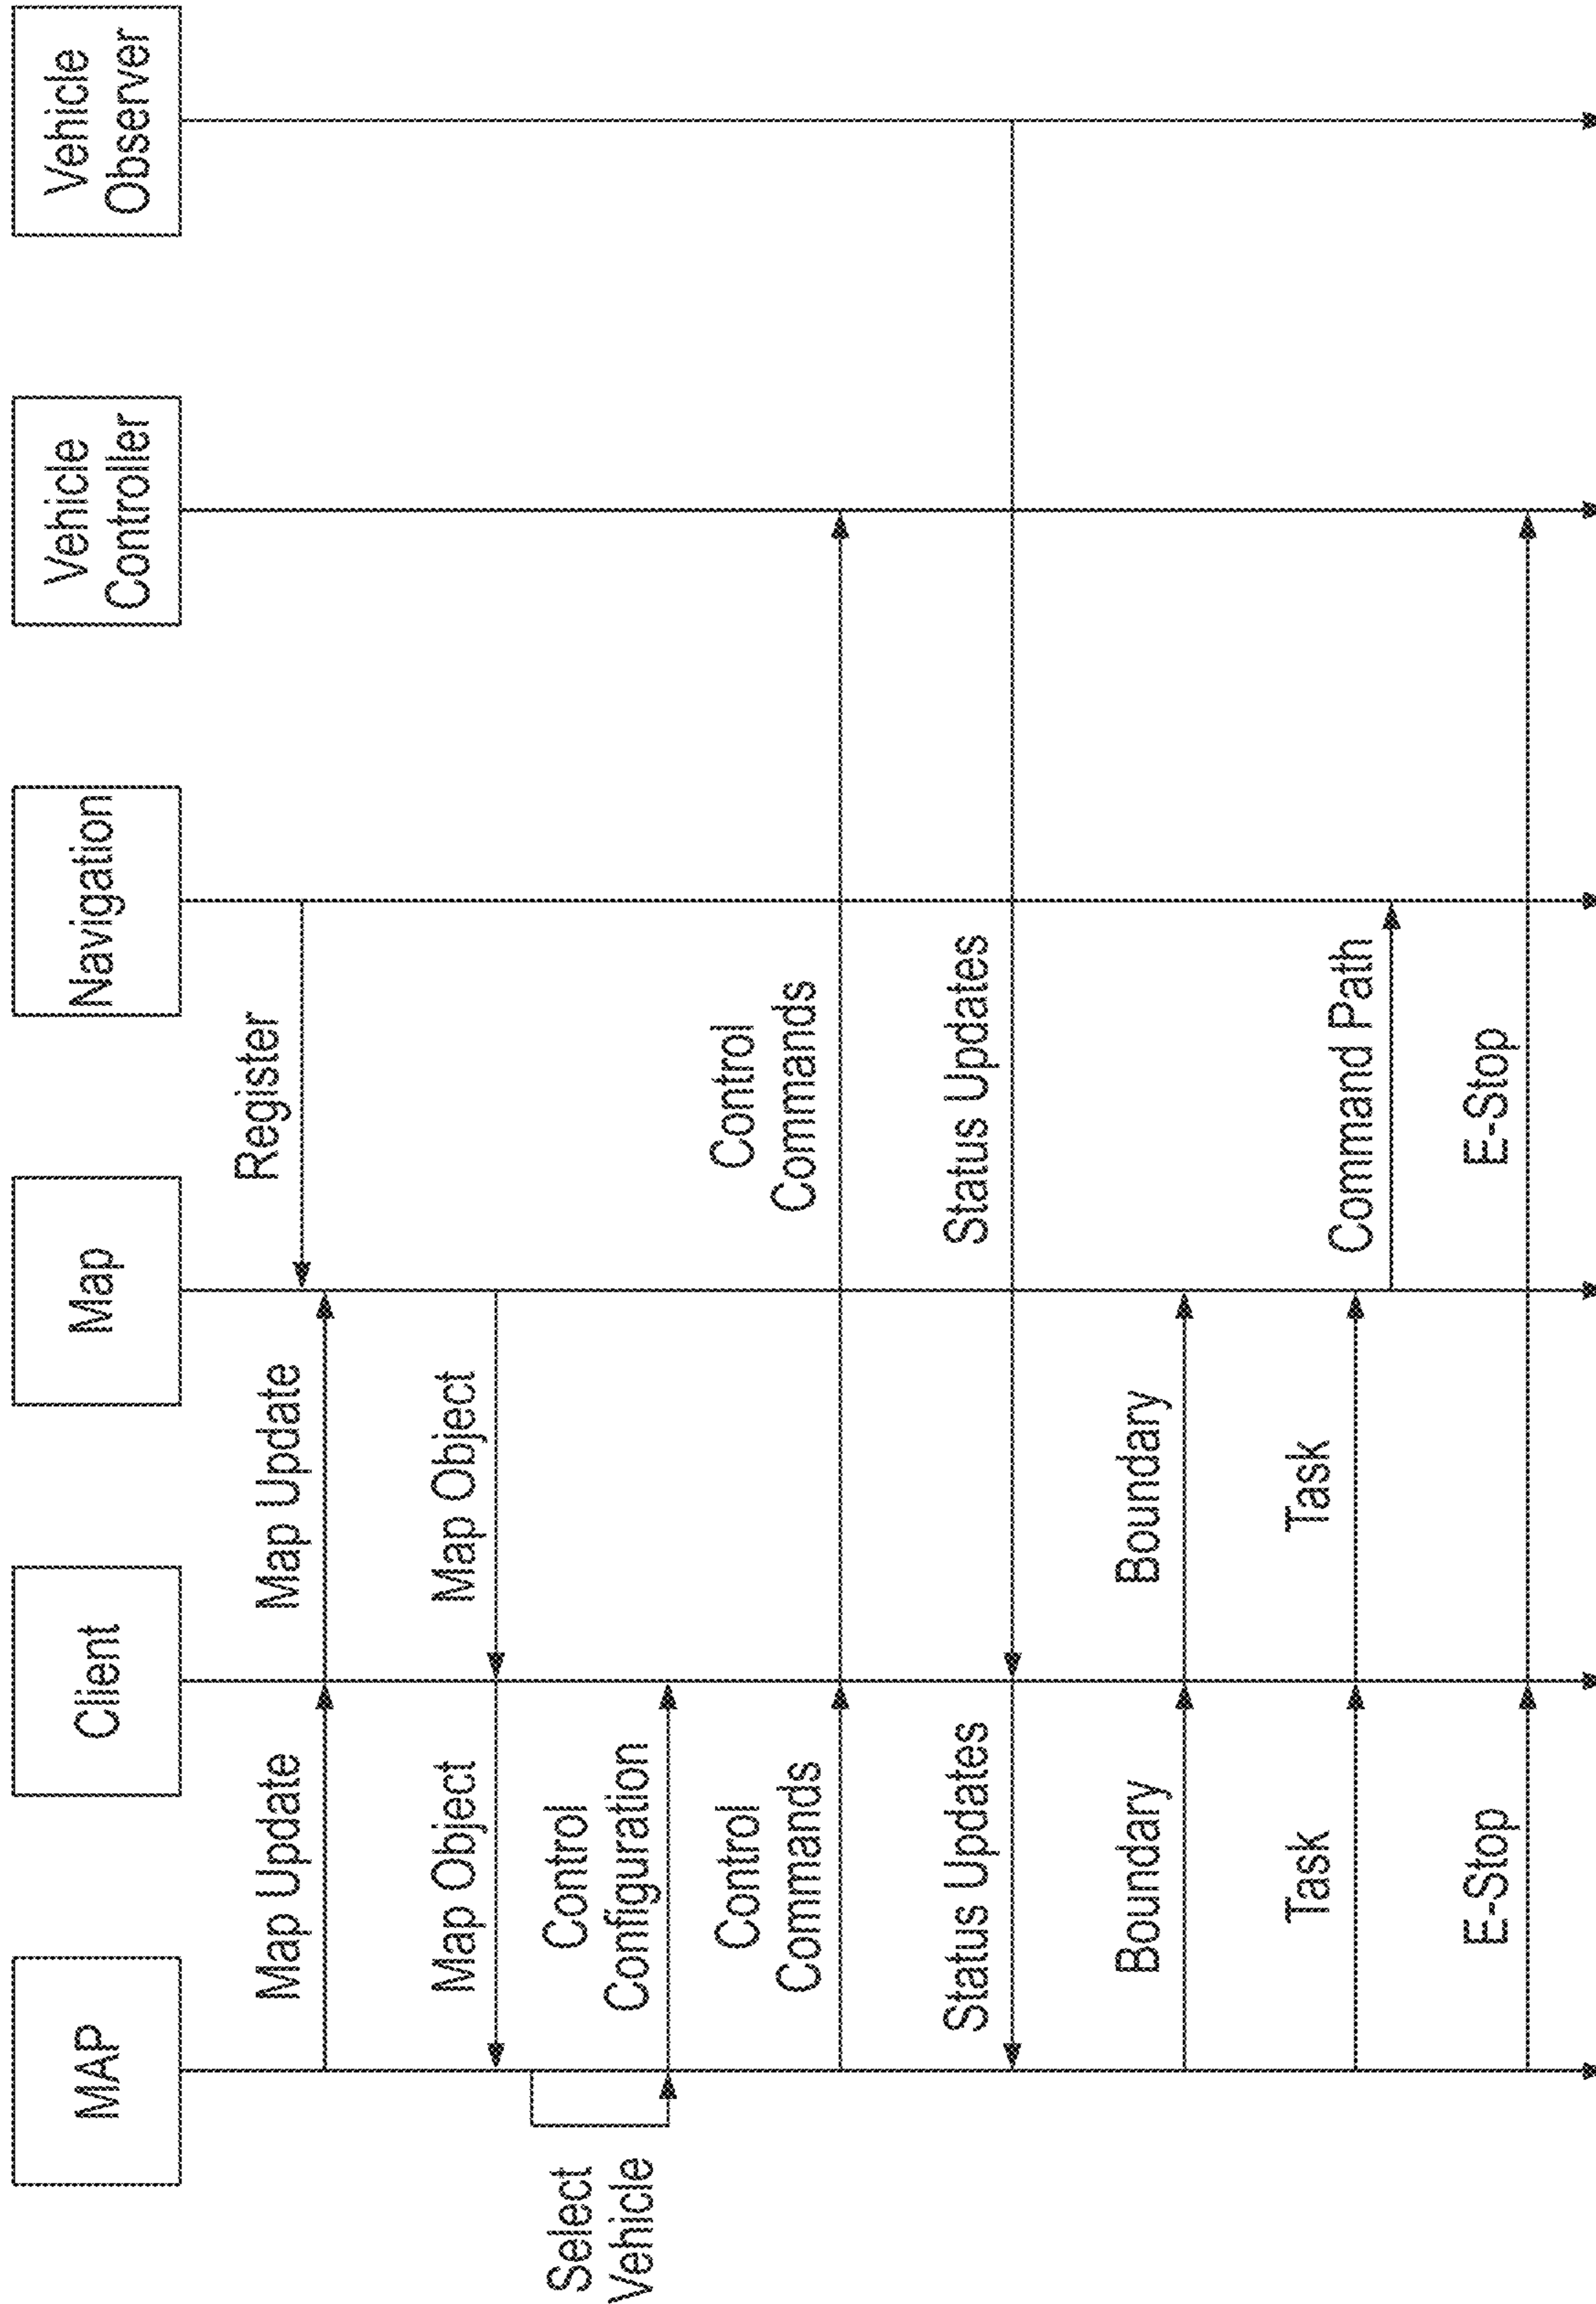 MAP
Client
Map
Navigation
Vehicle
Controller
Vehicle
Observer
Register
Map Update
Map Update
Map Object
Map Object
Select
Vehicle
Control
Configuration
Control
Commands
Control
Commands
Status Updates
Status Updates
Boundary
Boundary
Task
Task
Command Path
E-Stop
E-Stop